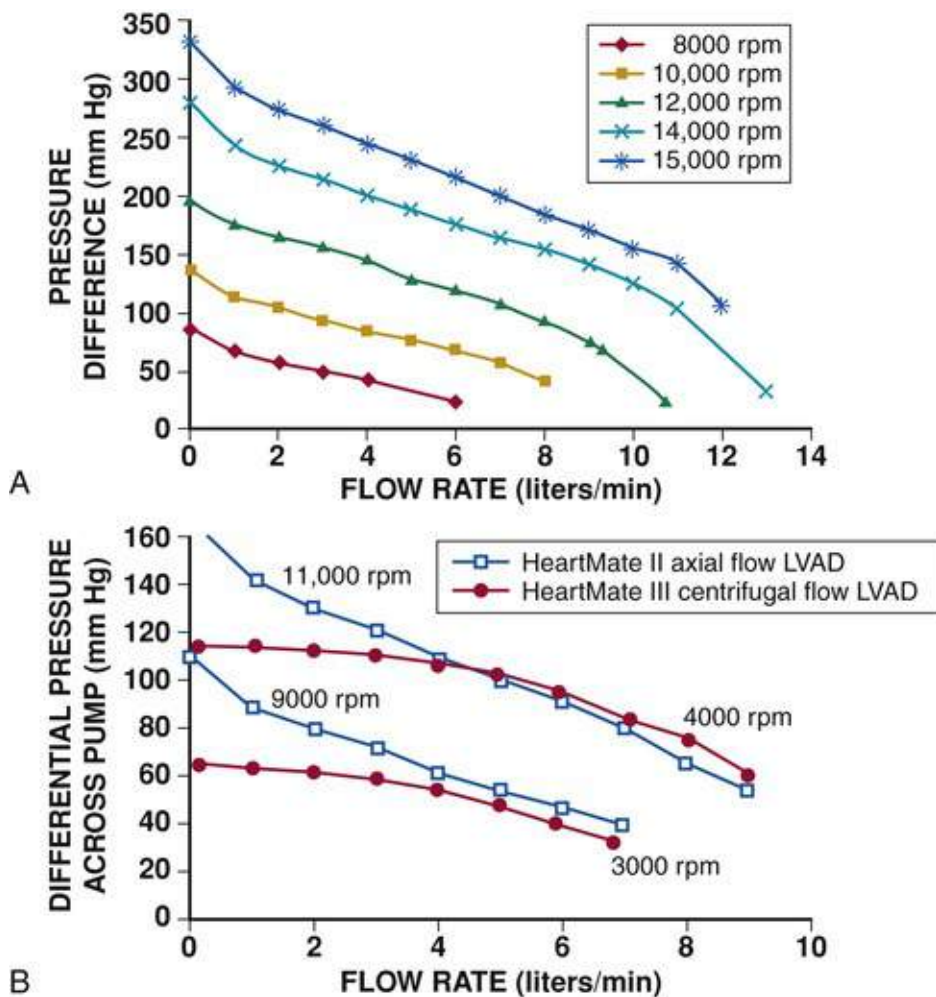 350
300
250
200
150
100
50
0
PRESSURE
DIFFERENCE (mm Hg)
8000 rpm
10,000 rpm
12,000 rpm
14,000 rpm
15,000 rpm
0 2 4 6 8 10 12 14
FLOW RATE (liters/min)
A
160
140
120
100
80
60
40
20
0
DIFFERENTIAL PRESSURE
ACROSS PUMP (mm Hg)
HeartMate II axial flow LVAD
HeartMate III centrifugal flow LVAD
11,000 rpm
9000 rpm
4000 rpm
3000 rpm
0 2 4 6 8 10
FLOW RATE (liters/min)
B